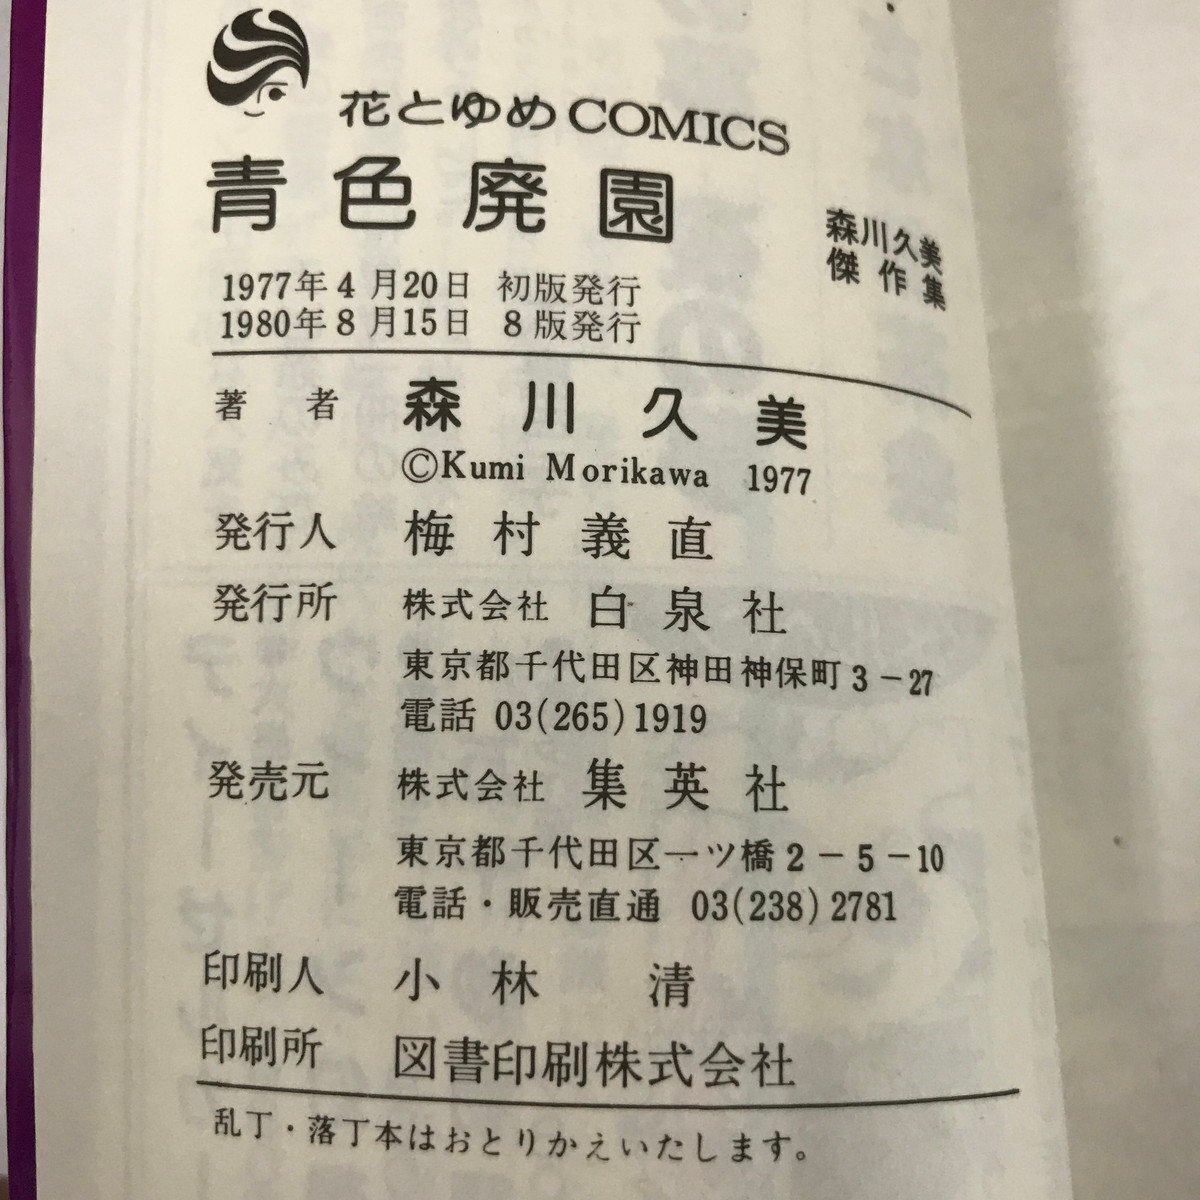 花とゆめCOMICS
青色廃園
森川久美
傑作集
1977年4月20日 初版発行
1980年8月15日 8版発行
著者 森川久美
©Kumi Morikawa 1977
発行人 梅村義直
発行所 株式会社 白泉社
東京都千代田区神田神保町3-27
電話 03(265)1919
発売元 株式会社 集英社
東京都千代田区一ツ橋2-5-10
電話・販売直通 03(238)2781
印刷人 小林 清
印刷所 図書印刷株式会社
乱丁・落丁本はおとりかえいたします。